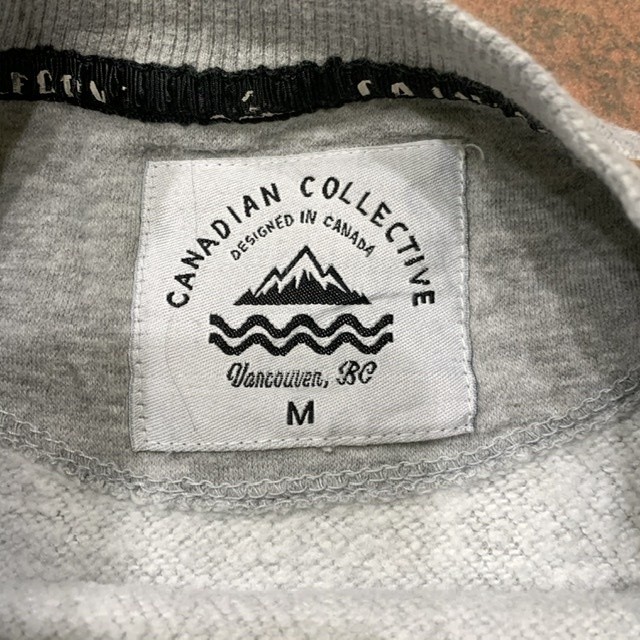 CANADIAN COLLECTIVE
DESIGNED IN CANADA
Vancouver, BC
M